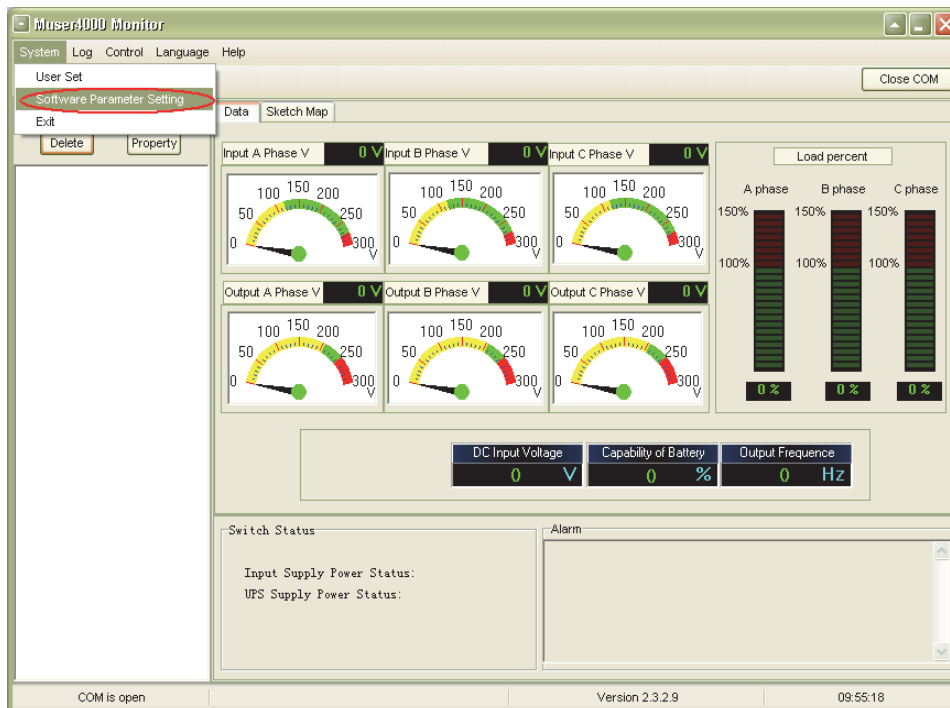 Muser4000 Monitor
System Log Control Language Help
User Set
Software Parameter Setting
Exit
Close COM
Delete Property
Data Sketch Map
Input A Phase V 0 V Input B Phase V 0 V Input C Phase V 0 V
0 50 100 150 200 250 300 V
0 50 100 150 200 250 300 V
0 50 100 150 200 250 300 V
Output A Phase V 0 V Output B Phase V 0 V Output C Phase V 0 V
0 50 100 150 200 250 300 V
0 50 100 150 200 250 300 V
0 50 100 150 200 250 300 V
Load percent
A phase B phase C phase
150% 150% 150%
100% 100% 100%
0 % 0 % 0 %
DC Input Voltage Capability of Battery Output Frequence
0 V 0 % 0 Hz
Switch Status
Input Supply Power Status:
UPS Supply Power Status:
Alarm
COM is open Version 2.3.2.9 09:55:18